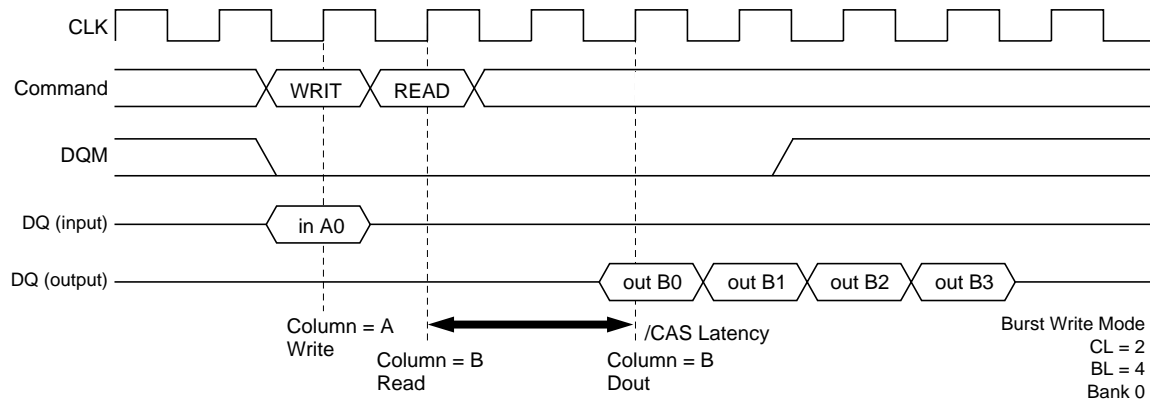 CLK
Command
WRIT
READ
DQM
DQ (input)
in A0
DQ (output)
out B0
out B1
out B2
out B3
Column = A
Write
Column = B
Read
/CAS Latency
Column = B
Dout
Burst Write Mode
CL = 2
BL = 4
Bank 0